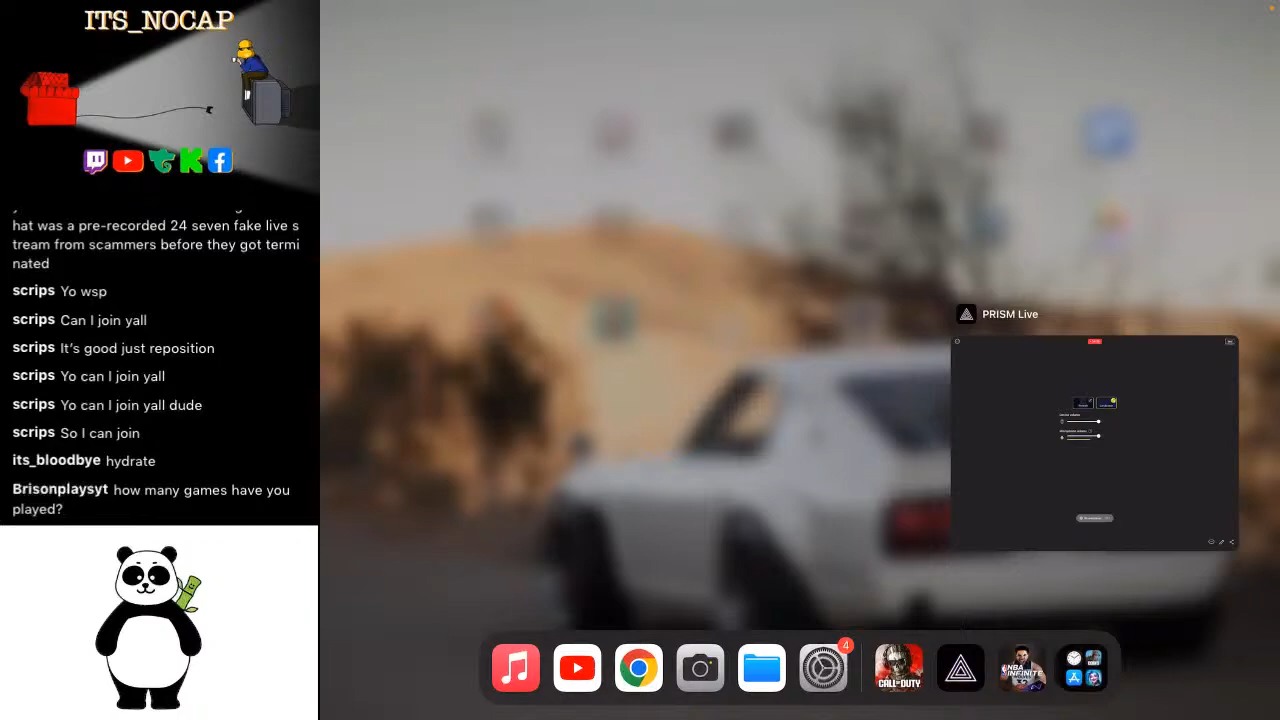 ITS_NOCAP
hat was a pre-recorded 24 seven fake live s
tream from scammers before they got termi
nated
scrips Yo wsp
scrips Can I join yall
scrips It's good just reposition
scrips Yo can I join yall
scrips Yo can I join yall dude
scrips So I can join
its_bloodbye hydrate
Brisonplaysyt how many games have you
played?
PRISM Live
4
CALL OF DUTY
NBA
INFINITE